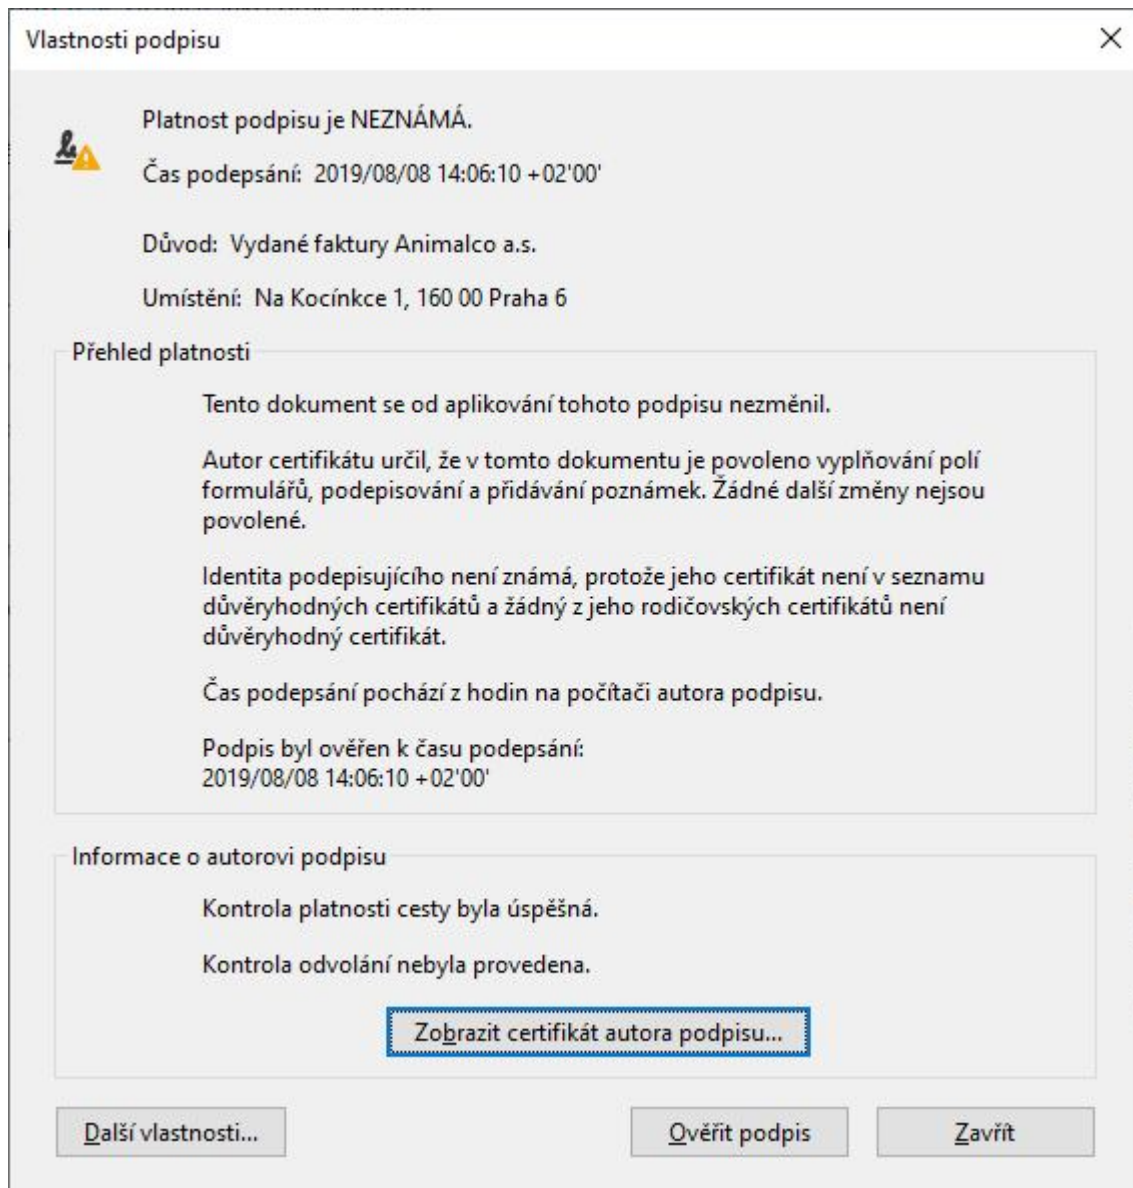 Vlastnosti podpisu
Platnost podpisu je NEZNÁMÁ.
Čas podepsání: 2019/08/08 14:06:10 +02'00'
Důvod: Vydané faktury Animalco a.s.
Umístění: Na Kocínkce 1, 160 00 Praha 6
Přehled platnosti
Tento dokument se od aplikování tohoto podpisu nezměnil.
Autor certifikátu určil, že v tomto dokumentu je povoleno vyplňování polí
formulářů, podepisování a přidávání poznámek. Žádné další změny nejsou
povolené.
Identita podepisujícího není známá, protože jeho certifikát není v seznamu
důvěryhodných certifikátů a žádný z jeho rodičovských certifikátů není
důvěryhodný certifikát.
Čas podepsání pochází z hodin na počítači autora podpisu.
Podpis byl ověřen k času podepsání:
2019/08/08 14:06:10 +02'00'
Informace o autorovi podpisu
Kontrola platnosti cesty byla úspěšná.
Kontrola odvolání nebyla provedena.
Zobrazit certifikát autora podpisu...
Další vlastnosti...
Ověřit podpis
Zavřít